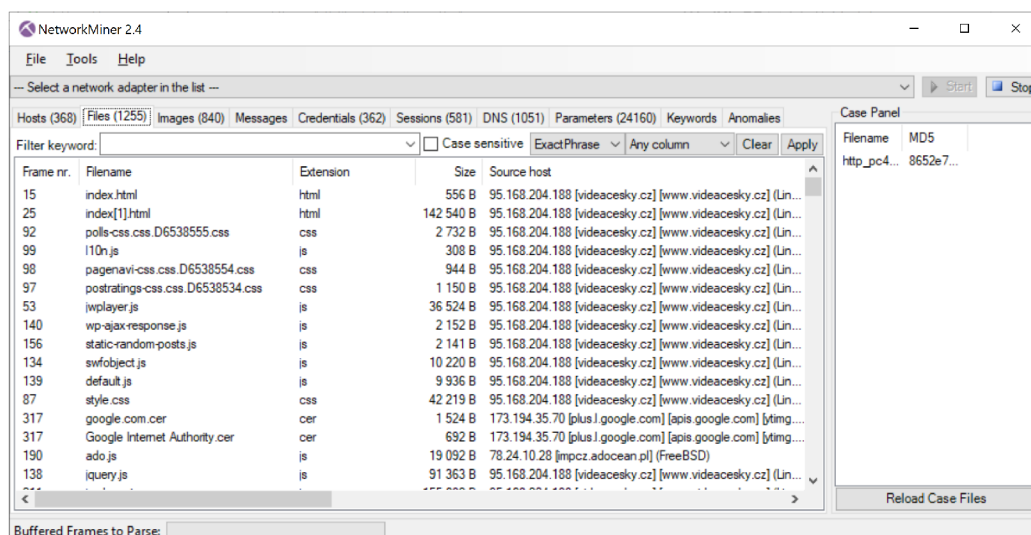 NetworkMiner 2.4
File Tools Help
--- Select a network adapter in the list ---
Start Stop
Hosts (368) Files (1255) Images (840) Messages Credentials (362) Sessions (581) DNS (1051) Parameters (24160) Keywords Anomalies
Filter keyword: Case sensitive ExactPhrase Any column Clear Apply
Frame nr. Filename Extension Size Source host
15 index.html html 556 B 95.168.204.188 [videacesky.cz] [www.videacesky.cz] (Lin...
25 index[1].html html 142 540 B 95.168.204.188 [videacesky.cz] [www.videacesky.cz] (Lin...
92 polls-css.css.D6538555.css css 2 732 B 95.168.204.188 [videacesky.cz] [www.videacesky.cz] (Lin...
99 l10n.js js 308 B 95.168.204.188 [videacesky.cz] [www.videacesky.cz] (Lin...
98 pagenavi-css.css.D6538554.css css 944 B 95.168.204.188 [videacesky.cz] [www.videacesky.cz] (Lin...
97 postratings-css.css.D6538534.css css 1 150 B 95.168.204.188 [videacesky.cz] [www.videacesky.cz] (Lin...
53 jwplayer.js js 36 524 B 95.168.204.188 [videacesky.cz] [www.videacesky.cz] (Lin...
140 wp-ajax-response.js js 2 152 B 95.168.204.188 [videacesky.cz] [www.videacesky.cz] (Lin...
156 static-random-posts.js js 2 141 B 95.168.204.188 [videacesky.cz] [www.videacesky.cz] (Lin...
134 swfobject.js js 10 220 B 95.168.204.188 [videacesky.cz] [www.videacesky.cz] (Lin...
139 default.js js 9 936 B 95.168.204.188 [videacesky.cz] [www.videacesky.cz] (Lin...
87 style.css css 42 219 B 95.168.204.188 [videacesky.cz] [www.videacesky.cz] (Lin...
317 google.com.cer cer 1 524 B 173.194.35.70 [plus.l.google.com] [apis.google.com] [ytimg....
317 Google Internet Authority.cer cer 692 B 173.194.35.70 [plus.l.google.com] [apis.google.com] [ytimg....
190 ado.js js 19 092 B 78.24.10.28 [impcz.adocean.pl] (FreeBSD)
138 jquery.js js 91 363 B 95.168.204.188 [videacesky.cz] [www.videacesky.cz] (Lin...
Case Panel
Filename MD5
http_pc4... 8652e7...
Reload Case Files
Buffered Frames to Parse: